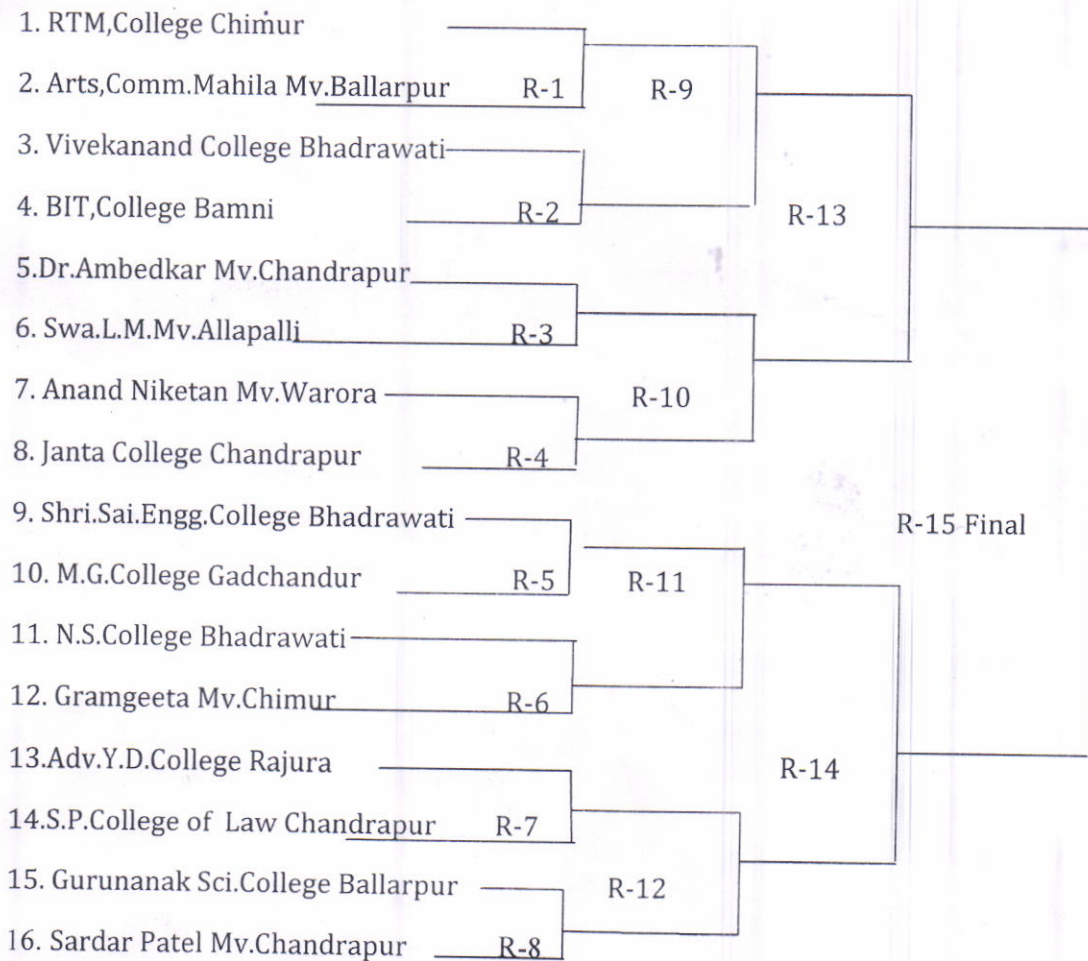 1. RTM,College Chimur
2. Arts,Comm.Mahila Mv.Ballarpur R-1 R-9
3. Vivekanand College Bhadrawati
4. BIT,College Bamni R-2 R-13
5.Dr.Ambedkar Mv.Chandrapur
6. Swa.L.M.Mv.Allapalli R-3
7. Anand Niketan Mv.Warora R-10
8. Janta College Chandrapur R-4
9. Shri.Sai.Engg.College Bhadrawati R-15 Final
10. M.G.College Gadchandur R-5 R-11
11. N.S.College Bhadrawati
12. Gramgeeta Mv.Chimur R-6
13.Adv.Y.D.College Rajura R-14
14.S.P.College of Law Chandrapur R-7
15. Gurunanak Sci.College Ballarpur R-12
16. Sardar Patel Mv.Chandrapur R-8